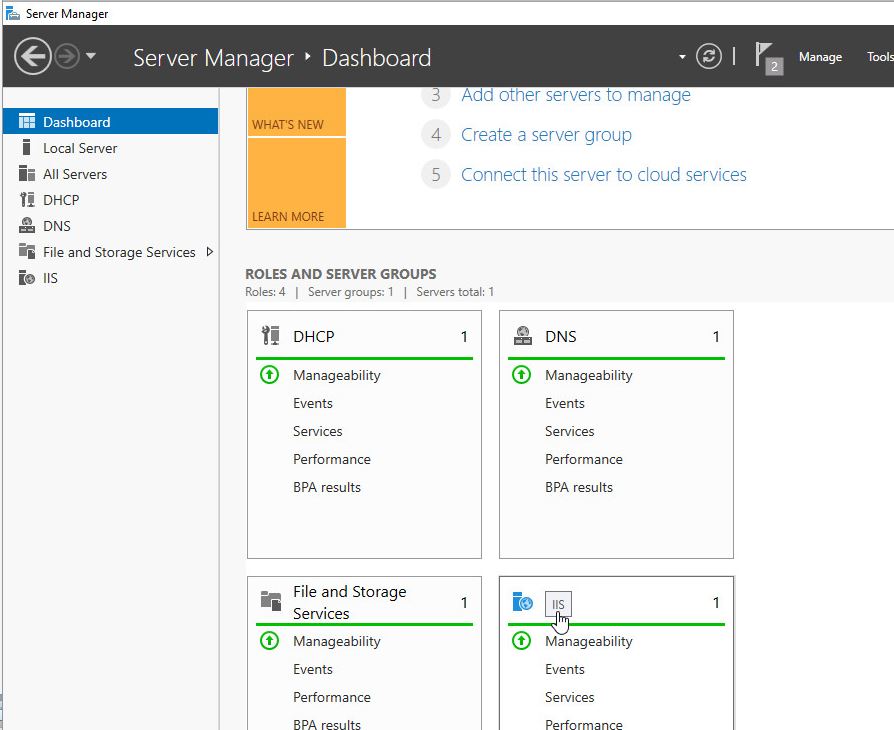 Server Manager
Server Manager ‣ Dashboard
2
Manage
Tools
Dashboard
Local Server
All Servers
DHCP
DNS
File and Storage Services
IIS
WHAT'S NEW
LEARN MORE
3 Add other servers to manage
4 Create a server group
5 Connect this server to cloud services
ROLES AND SERVER GROUPS
Roles: 4 | Server groups: 1 | Servers total: 1
DHCP 1
Manageability
Events
Services
Performance
BPA results
DNS 1
Manageability
Events
Services
Performance
BPA results
File and Storage
Services 1
Manageability
Events
Performance
BPA results
IIS 1
IIS
Manageability
Events
Services
Performance